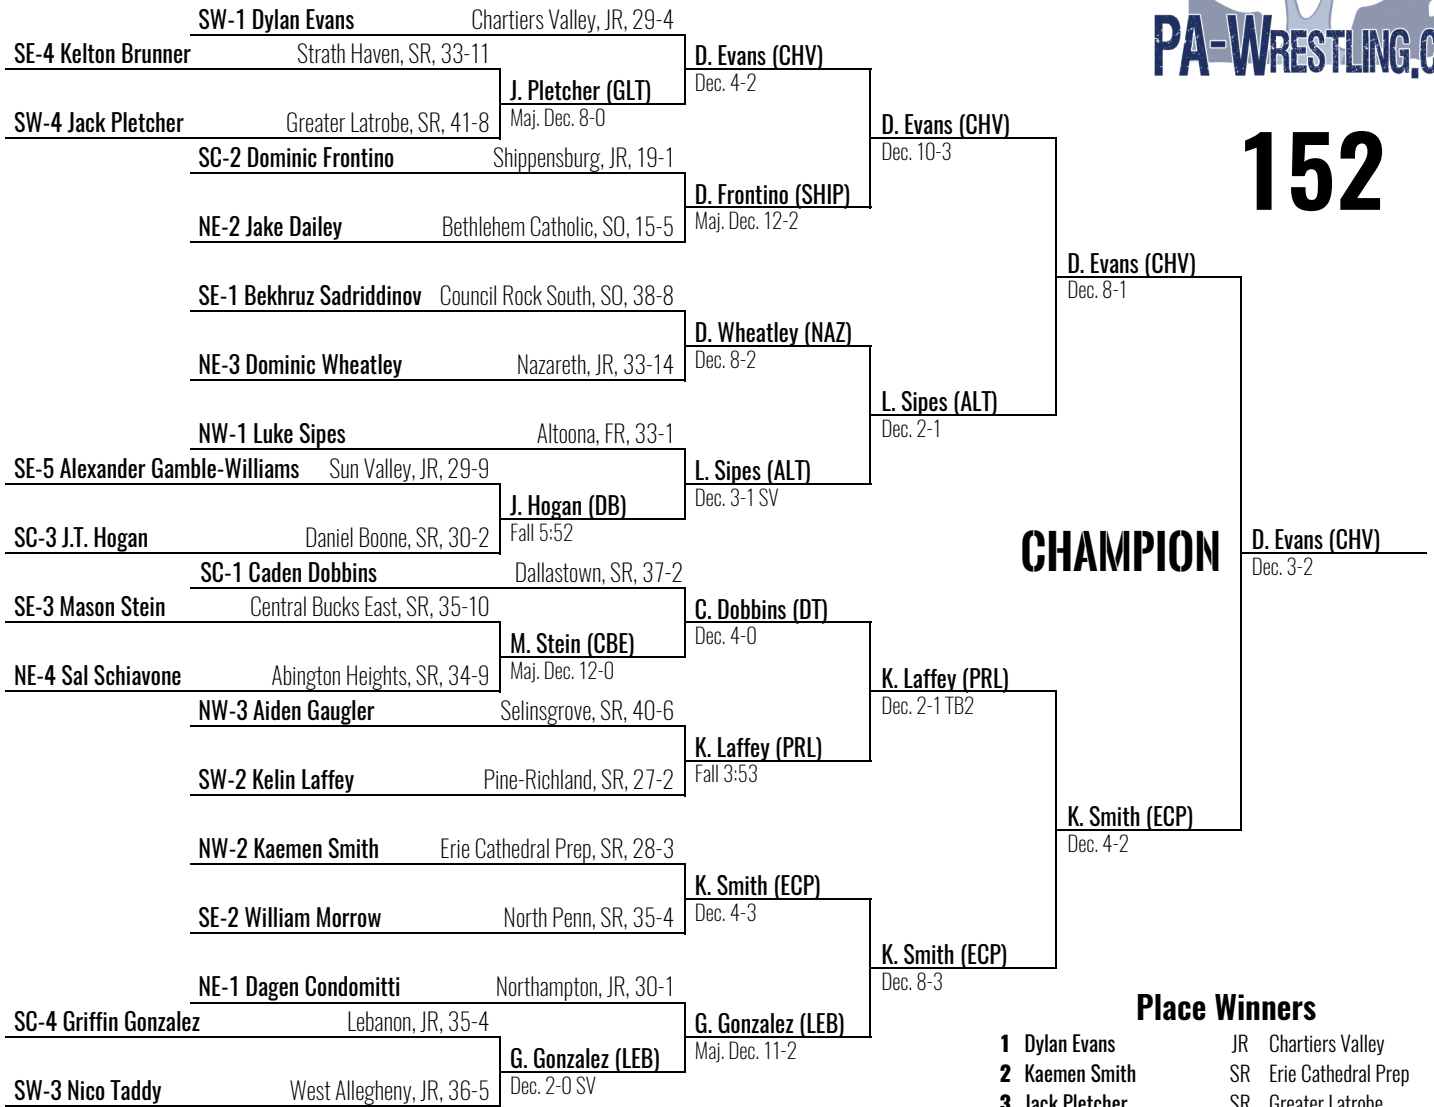 SW-1 Dylan Evans Chartiers Valley, JR, 29-4
SE-4 Kelton Brunner Strath Haven, SR, 33-11
SW-4 Jack Pletcher Greater Latrobe, SR, 41-8
SC-2 Dominic Frontino Shippensburg, JR, 19-1
NE-2 Jake Dailey Bethlehem Catholic, SO, 15-5
SE-1 Bekhruz Sadriddinov Council Rock South, SO, 38-8
NE-3 Dominic Wheatley Nazareth, JR, 33-14
NW-1 Luke Sipes Altoona, FR, 33-1
SE-5 Alexander Gamble-Williams Sun Valley, JR, 29-9
SC-3 J.T. Hogan Daniel Boone, SR, 30-2
SC-1 Caden Dobbins Dallastown, SR, 37-2
SE-3 Mason Stein Central Bucks East, SR, 35-10
NE-4 Sal Schiavone Abington Heights, SR, 34-9
NW-3 Aiden Gaugler Selinsgrove, SR, 40-6
SW-2 Kelin Laffey Pine-Richland, SR, 27-2
NW-2 Kaemen Smith Erie Cathedral Prep, SR, 28-3
SE-2 William Morrow North Penn, SR, 35-4
NE-1 Dagen Condomitti Northampton, JR, 30-1
SC-4 Griffin Gonzalez Lebanon, JR, 35-4
SW-3 Nico Taddy West Allegheny, JR, 36-5
J. Pletcher (GLT)
Maj. Dec. 8-0
J. Hogan (DB)
Fall 5:52
M. Stein (CBE)
Maj. Dec. 12-0
G. Gonzalez (LEB)
Dec. 2-0 SV
D. Evans (CHV)
Dec. 4-2
D. Frontino (SHIP)
Maj. Dec. 12-2
D. Wheatley (NAZ)
Dec. 8-2
L. Sipes (ALT)
Dec. 3-1 SV
C. Dobbins (DT)
Dec. 4-0
K. Laffey (PRL)
Fall 3:53
K. Smith (ECP)
Dec. 4-3
G. Gonzalez (LEB)
Maj. Dec. 11-2
D. Evans (CHV)
Dec. 10-3
L. Sipes (ALT)
Dec. 2-1
K. Laffey (PRL)
Dec. 2-1 TB2
K. Smith (ECP)
Dec. 8-3
D. Evans (CHV)
Dec. 8-1
K. Smith (ECP)
Dec. 4-2
PA-WRESTLING.C
152
CHAMPION
D. Evans (CHV)
Dec. 3-2
Place Winners
1 Dylan Evans JR Chartiers Valley
2 Kaemen Smith SR Erie Cathedral Prep
3 Jack Pletcher SR Greater Latrobe